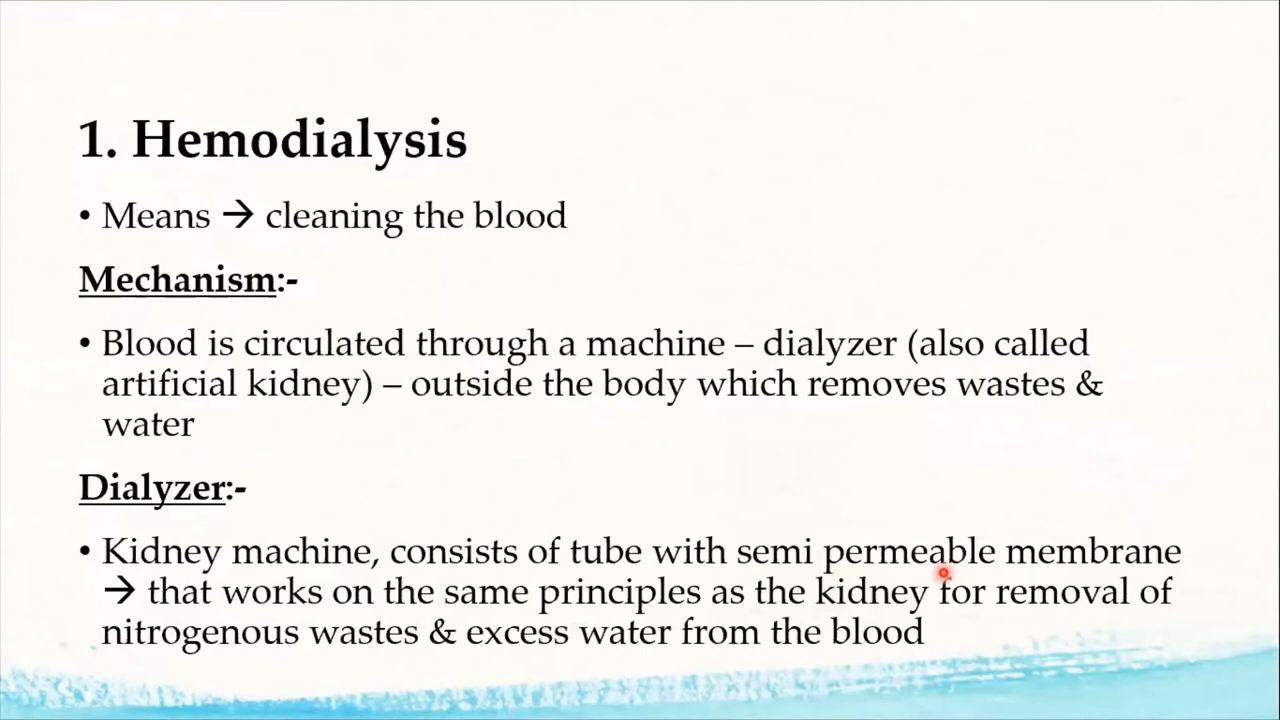 1. Hemodialysis
• Means → cleaning the blood
Mechanism:-
• Blood is circulated through a machine – dialyzer (also called
artificial kidney) – outside the body which removes wastes &
water
Dialyzer:-
• Kidney machine, consists of tube with semi permeable membrane
→ that works on the same principles as the kidney for removal of
nitrogenous wastes & excess water from the blood